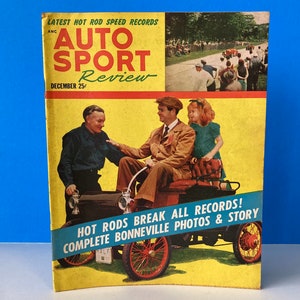 LATEST HOT ROD SPEED RECORDS
AUTO
SPORT
Review
DECEMBER 25¢
HOT RODS BREAK ALL RECORDS!
COMPLETE BONNEVILLE PHOTOS & STORY